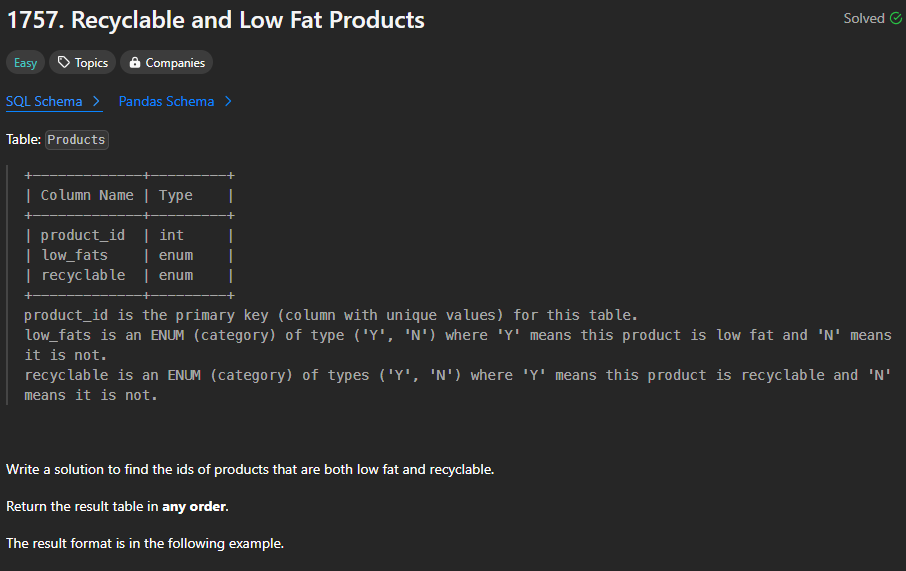 1757. Recyclable and Low Fat Products
Solved
Easy
Topics
Companies
SQL Schema
Pandas Schema
Table: Products
+-------------+---------+
| Column Name | Type    |
+-------------+---------+
| product_id  | int     |
| low_fats    | enum    |
| recyclable  | enum    |
+-------------+---------+
product_id is the primary key (column with unique values) for this table.
low_fats is an ENUM (category) of type ('Y', 'N') where 'Y' means this product is low fat and 'N' means
it is not.
recyclable is an ENUM (category) of types ('Y', 'N') where 'Y' means this product is recyclable and 'N'
means it is not.
Write a solution to find the ids of products that are both low fat and recyclable.
Return the result table in any order.
The result format is in the following example.